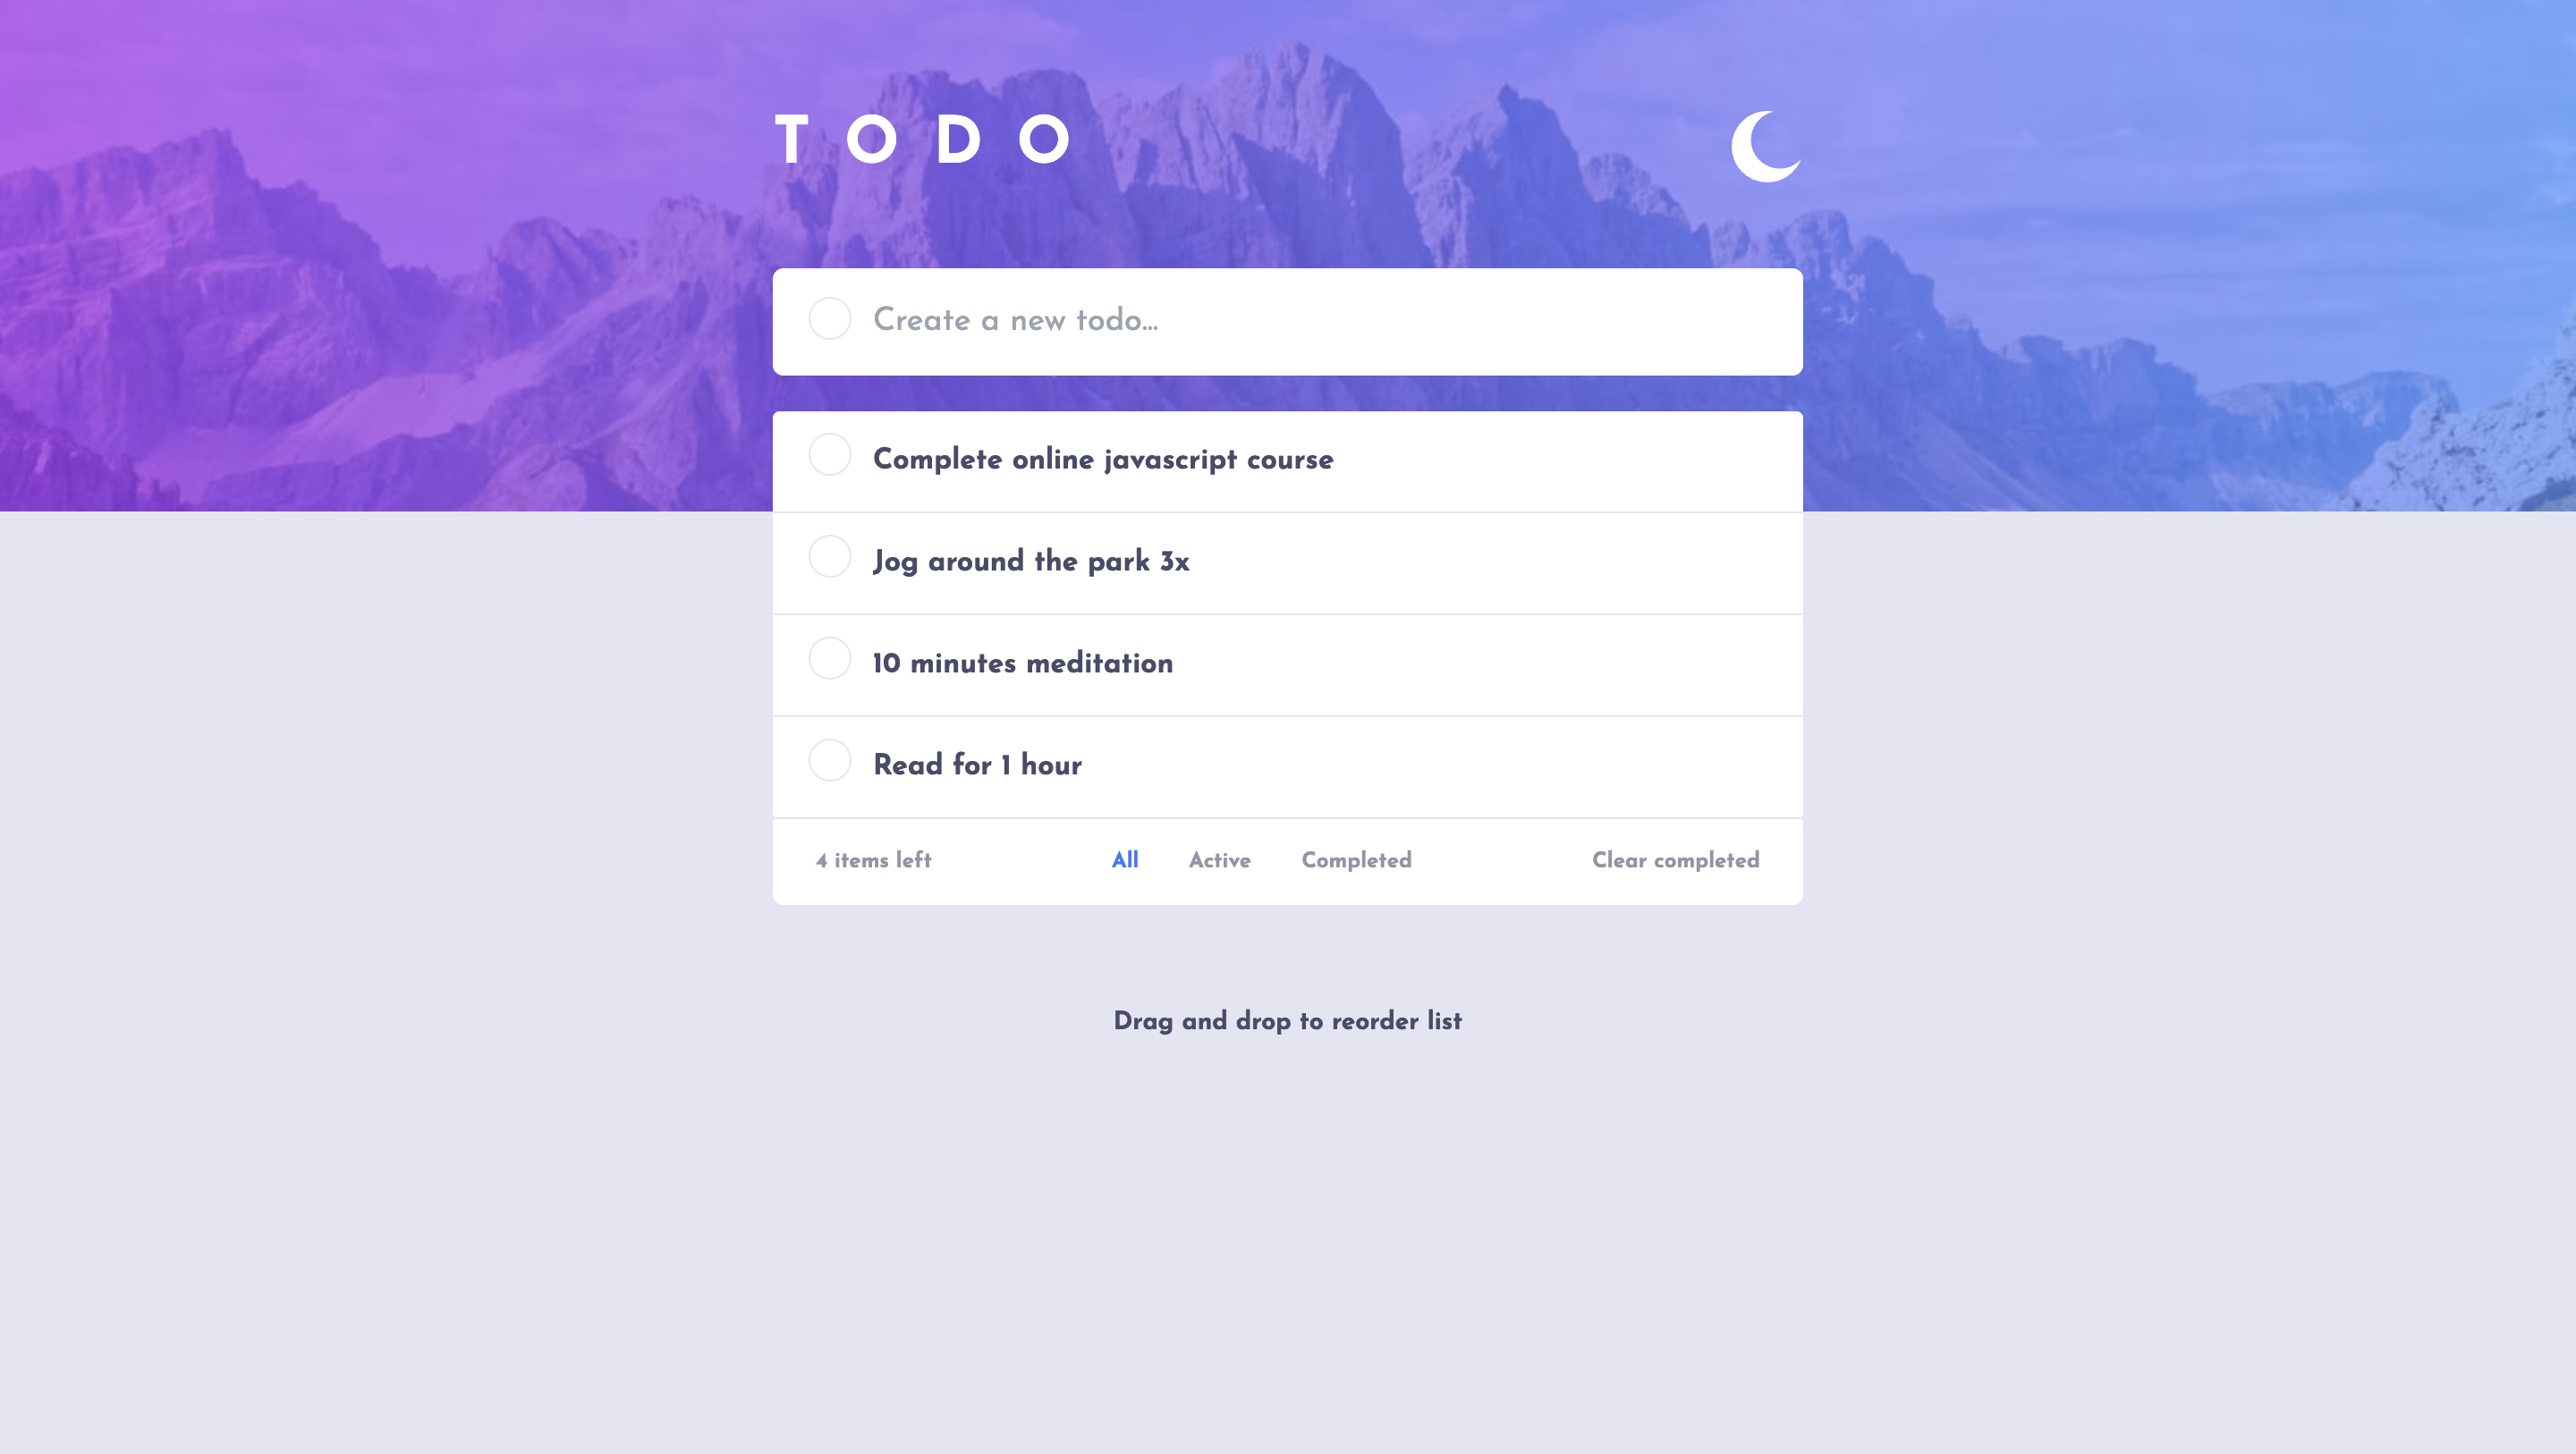 TODO
Create a new todo...
Complete online javascript course
Jog around the park 3x
10 minutes meditation
Read for 1 hour
4 items left All Active Completed Clear completed
Drag and drop to reorder list